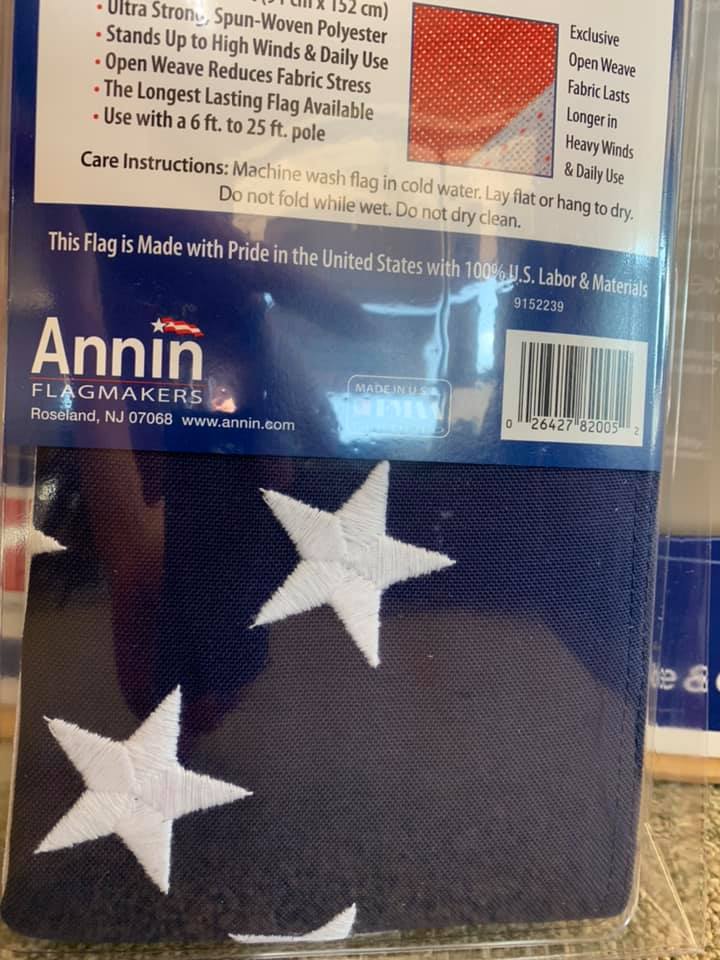 x 152 cm)
• Ultra Strong, Spun-Woven Polyester
• Stands Up to High Winds & Daily Use
• Open Weave Reduces Fabric Stress
• The Longest Lasting Flag Available
• Use with a 6 ft. to 25 ft. pole
Exclusive
Open Weave
Fabric Lasts
Longer in
Heavy Winds
& Daily Use
Care Instructions: Machine wash flag in cold water. Lay flat or hang to dry.
Do not fold while wet. Do not dry clean.
This Flag is Made with Pride in the United States with 100% U.S. Labor & Materials
9152239
Annin
FLAGMAKERS
Roseland, NJ 07068 www.annin.com
MADE IN U S
0 26427 82005 2